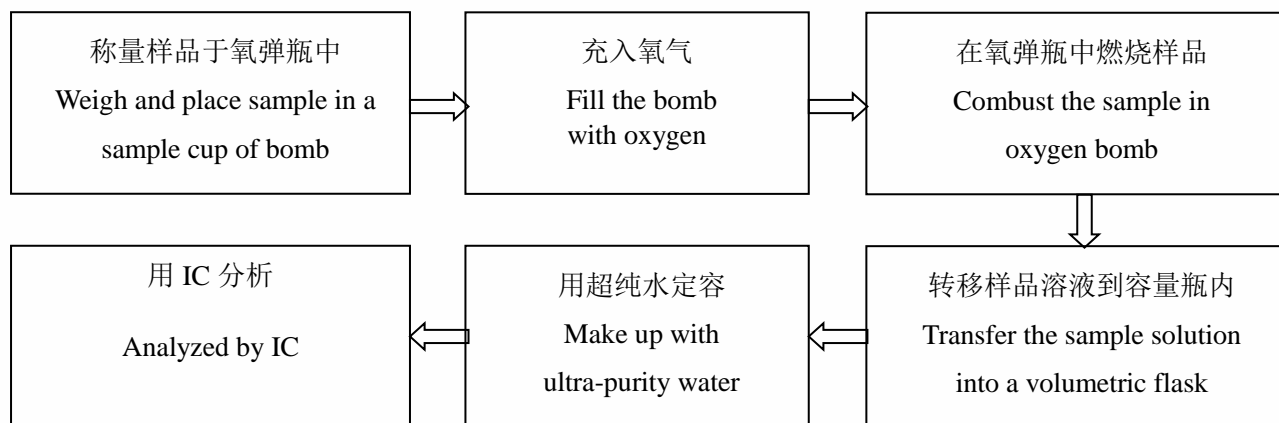 称量样品于氧弹瓶中
Weigh and place sample in a
sample cup of bomb
充入氧气
Fill the bomb
with oxygen
在氧弹瓶中燃烧样品
Combust the sample in
oxygen bomb
转移样品溶液到容量瓶内
Transfer the sample solution
into a volumetric flask
用超纯水定容
Make up with
ultra-purity water
用 IC 分析
Analyzed by IC